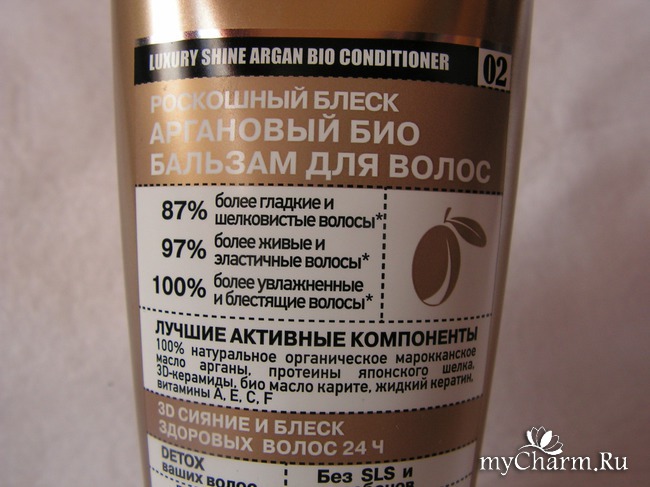 LUXURY SHINE ARGAN BIO CONDITIONER 02
РОСКОШНЫЙ БЛЕСК
АРГАНОВЫЙ БИО
БАЛЬЗАМ ДЛЯ ВОЛОС
87% более гладкие и
шелковистые волосы*
97% более живые и
эластичные волосы*
100% более увлажненные
и блестящие волосы*
ЛУЧШИЕ АКТИВНЫЕ КОМПОНЕНТЫ
100% натуральное органическое марокканское
масло арганы, протеины японского шелка,
3D-керамиды, био масло карите, жидкий кератин,
витамины А, Е, С, F
3D СИЯНИЕ И БЛЕСК
ЗДОРОВЫХ ВОЛОС 24 Ч
DETOX
ваших волос
Без SLS и
myCharm.Ru